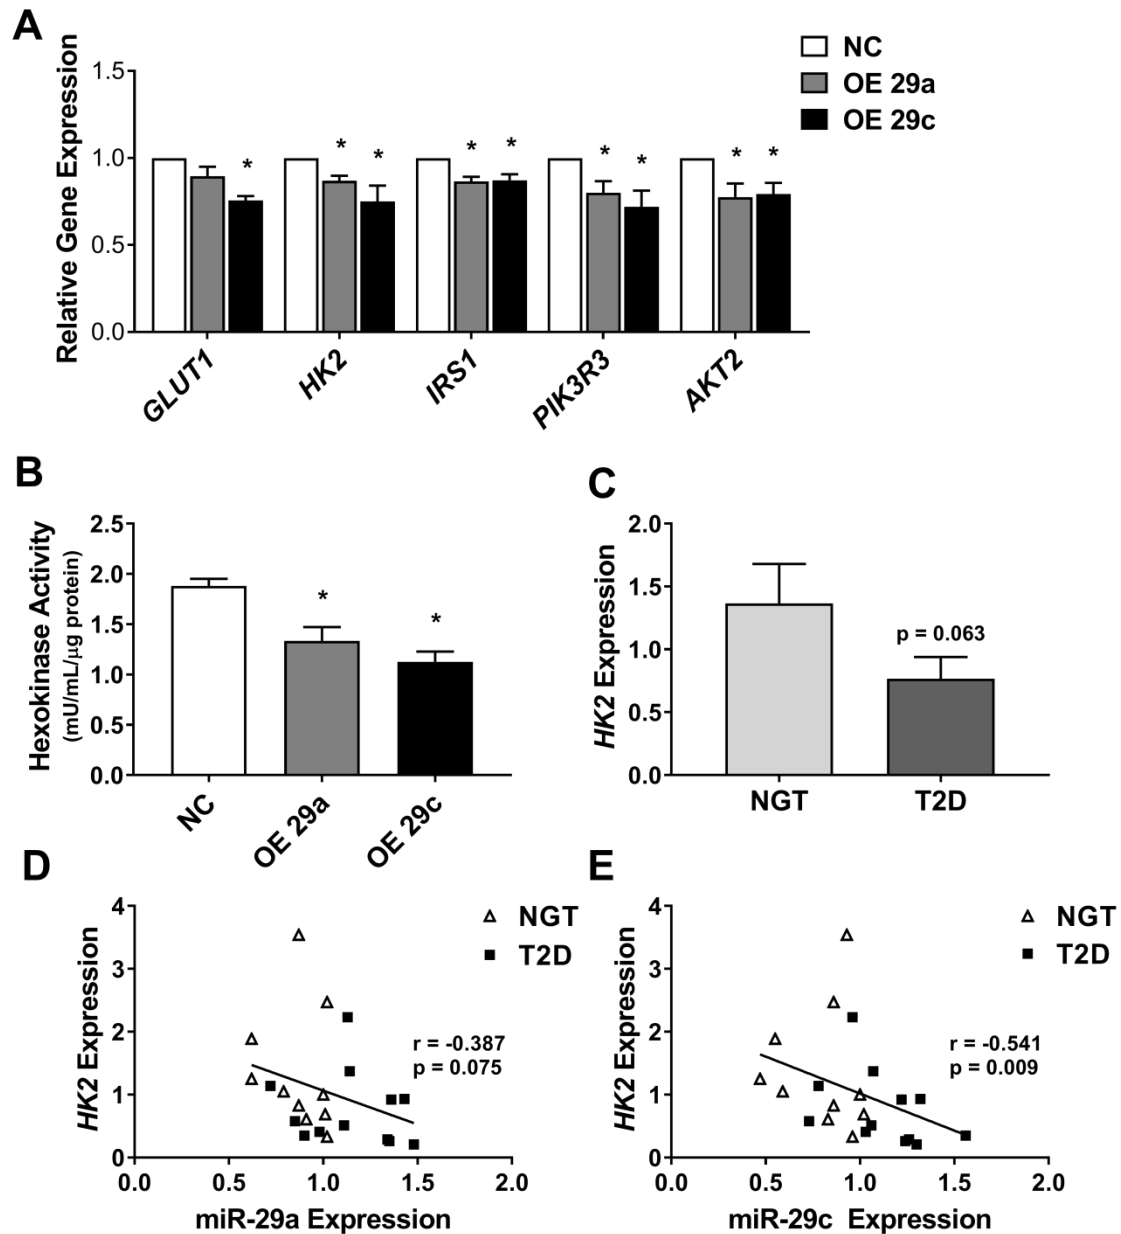 A
Relative Gene Expression
1.5
1.0
0.5
0.0
NC
OE 29a
OE 29c
*
* *
* *
* *
* *
GLUT1
HK2
IRS1
PIK3R3
AKT2
B
Hexokinase Activity
(mU/mL/μg protein)
2.5
2.0
1.5
1.0
0.5
0.0
*
*
NC
OE 29a
OE 29c
C
HK2 Expression
2.0
1.5
1.0
0.5
0.0
p = 0.063
NGT
T2D
D
HK2 Expression
4
3
2
1
0
NGT
T2D
r = -0.387
p = 0.075
0.0 0.5 1.0 1.5 2.0
miR-29a Expression
E
HK2 Expression
4
3
2
1
0
NGT
T2D
r = -0.541
p = 0.009
0.0 0.5 1.0 1.5 2.0
miR-29c Expression